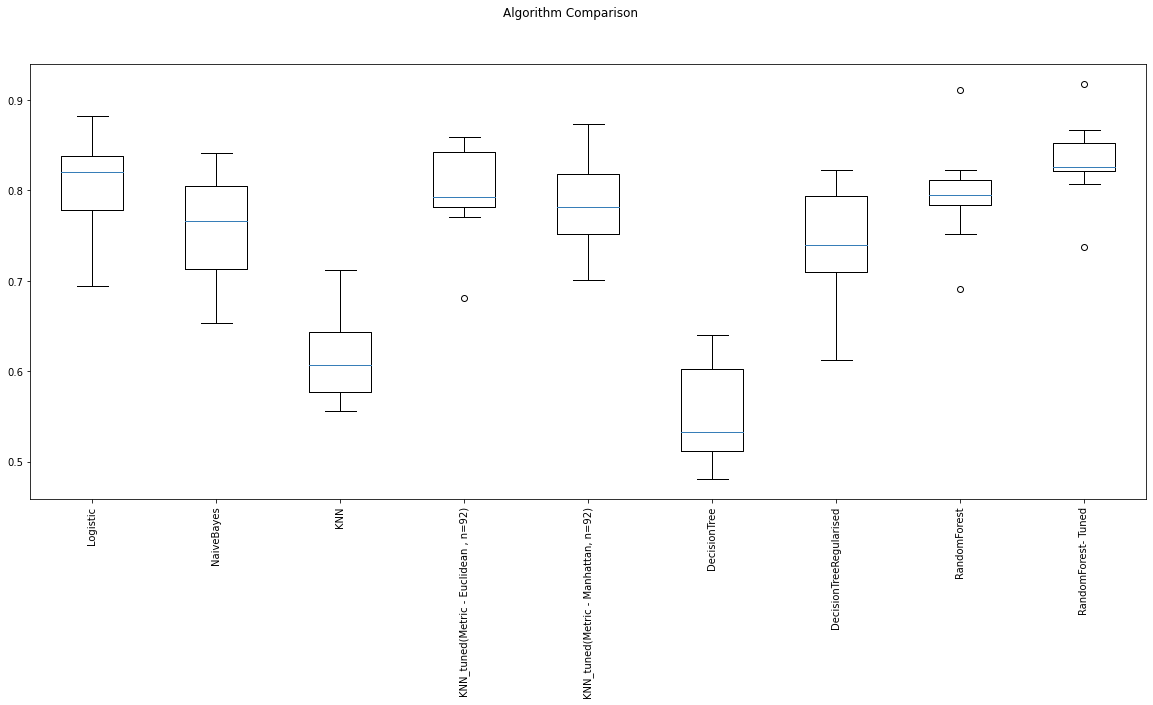 Algorithm Comparison
0.9
0.8
0.7
0.6
0.5
Logistic
NaiveBayes
KNN
KNN_tuned(Metric - Euclidean , n=92)
KNN_tuned(Metric - Manhattan, n=92)
DecisionTree
DecisionTreeRegularised
RandomForest
RandomForest- Tuned